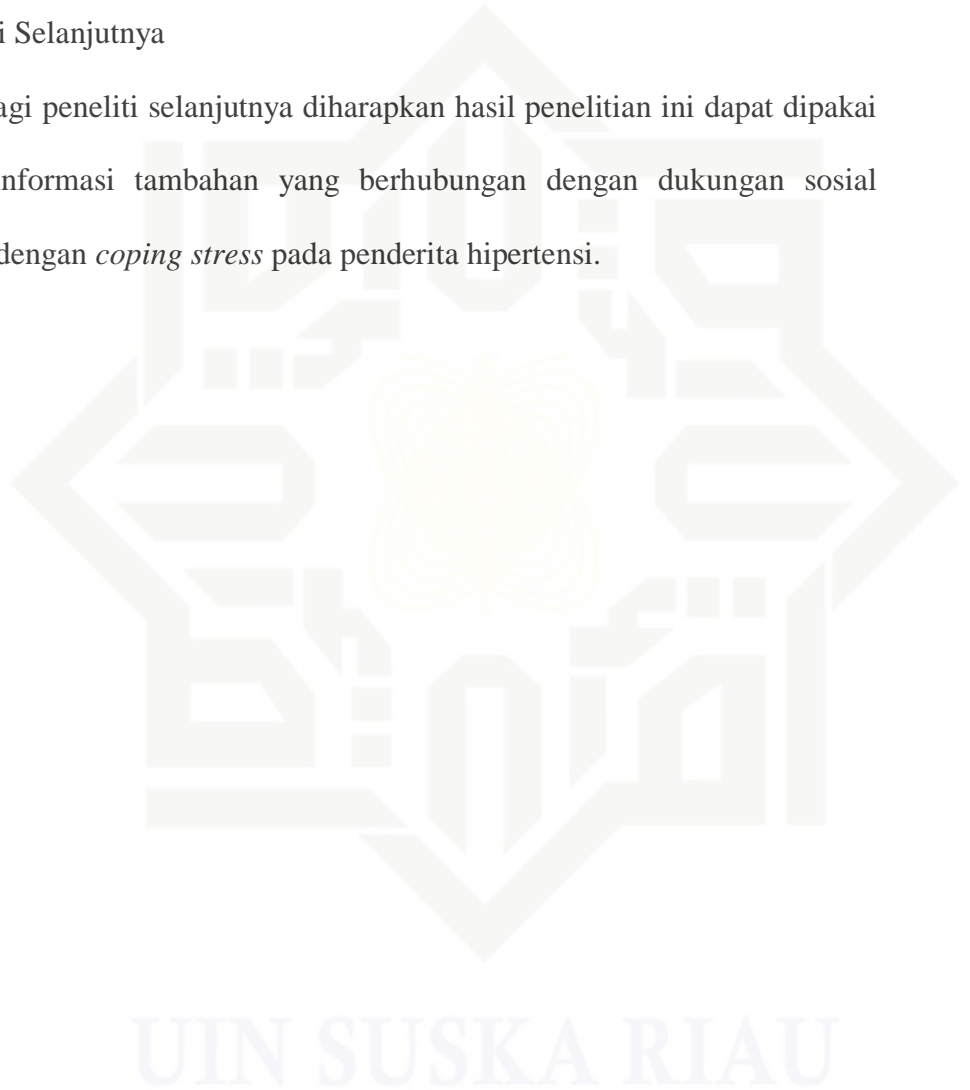 i Selanjutnya
agi peneliti selanjutnya diharapkan hasil penelitian ini dapat dipakai
nformasi tambahan yang berhubungan dengan dukungan sosial
dengan coping stress pada penderita hipertensi.
UIN SUSKA RIAU